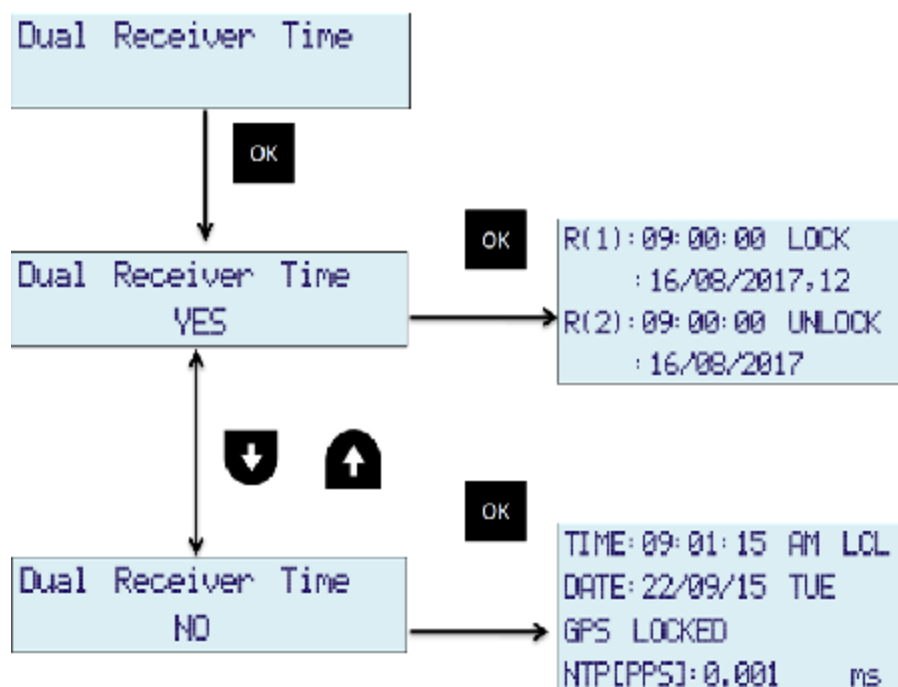 Dual Receiver Time
OK
Dual Receiver Time
YES
OK
R(1):09:00:00 LOCK
:16/08/2017,12
R(2):09:00:00 UNLOCK
:16/08/2017
Dual Receiver Time
NO
OK
TIME:09:01:15 AM LCL
DATE:22/09/15 TUE
GPS LOCKED
NTP[PPS]:0.001 ms